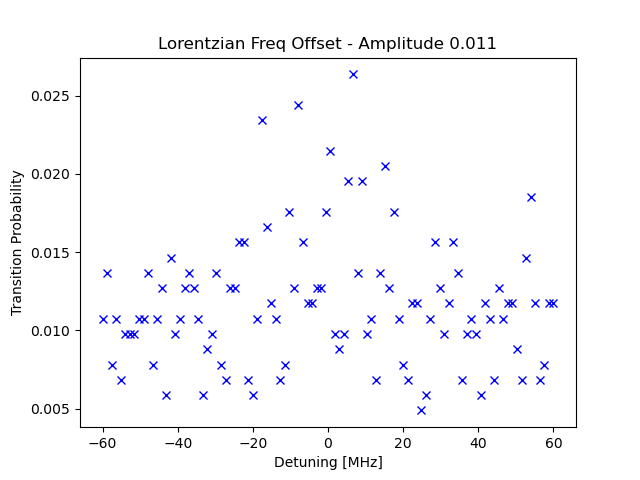 Lorentzian Freq Offset - Amplitude 0.011
Transition Probability
0.025
0.020
0.015
0.010
0.005
−60 −40 −20 0 20 40 60
Detuning [MHz]